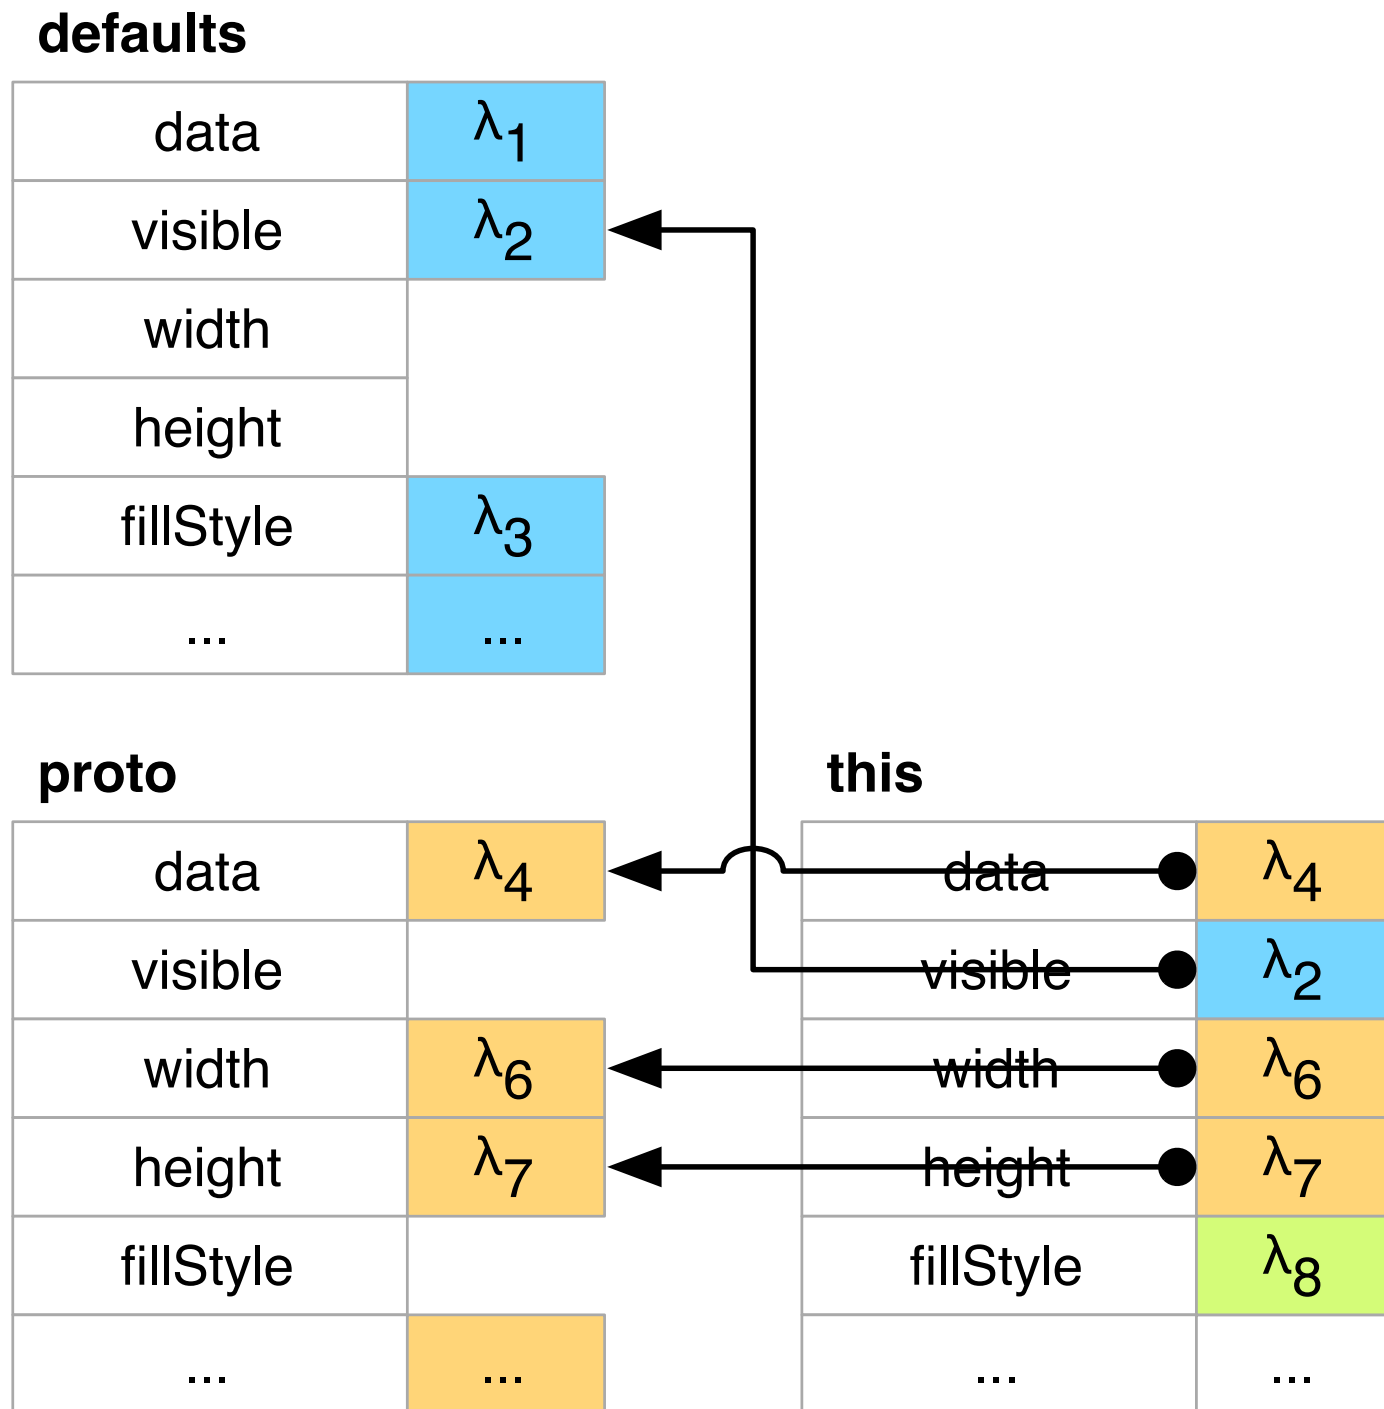 defaults
data λ1
visible λ2
width
height
fillStyle λ3
... ...
proto
data λ4
visible
width λ6
height λ7
fillStyle
... ...
this
data λ4
visible λ2
width λ6
height λ7
fillStyle λ8
... ...